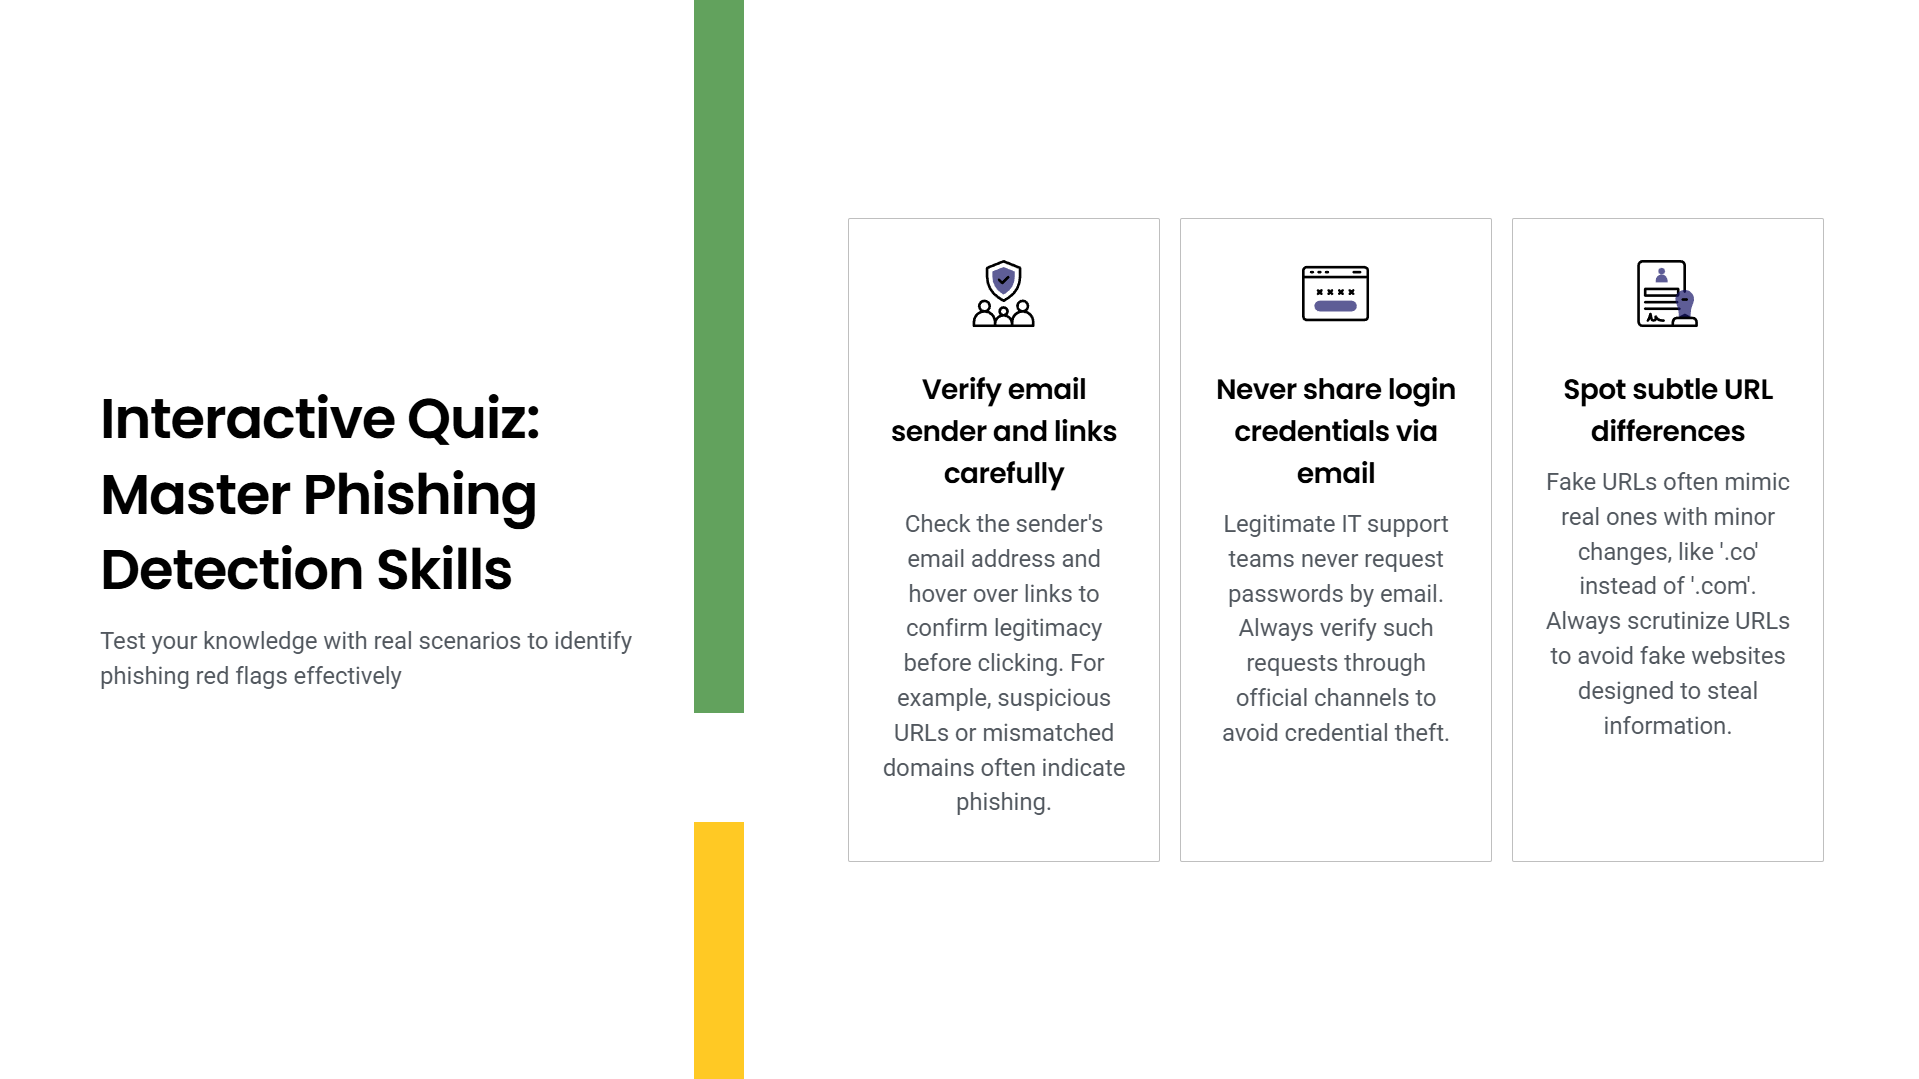 Interactive Quiz:
Master Phishing
Detection Skills
Test your knowledge with real scenarios to identify
phishing red flags effectively
Verify email
sender and links
carefully
Check the sender's
email address and
hover over links to
confirm legitimacy
before clicking. For
example, suspicious
URLs or mismatched
domains often indicate
phishing.
Never share login
credentials via
email
Legitimate IT support
teams never request
passwords by email.
Always verify such
requests through
official channels to
avoid credential theft.
Spot subtle URL
differences
Fake URLs often mimic
real ones with minor
changes, like '.co'
instead of '.com'.
Always scrutinize URLs
to avoid fake websites
designed to steal
information.